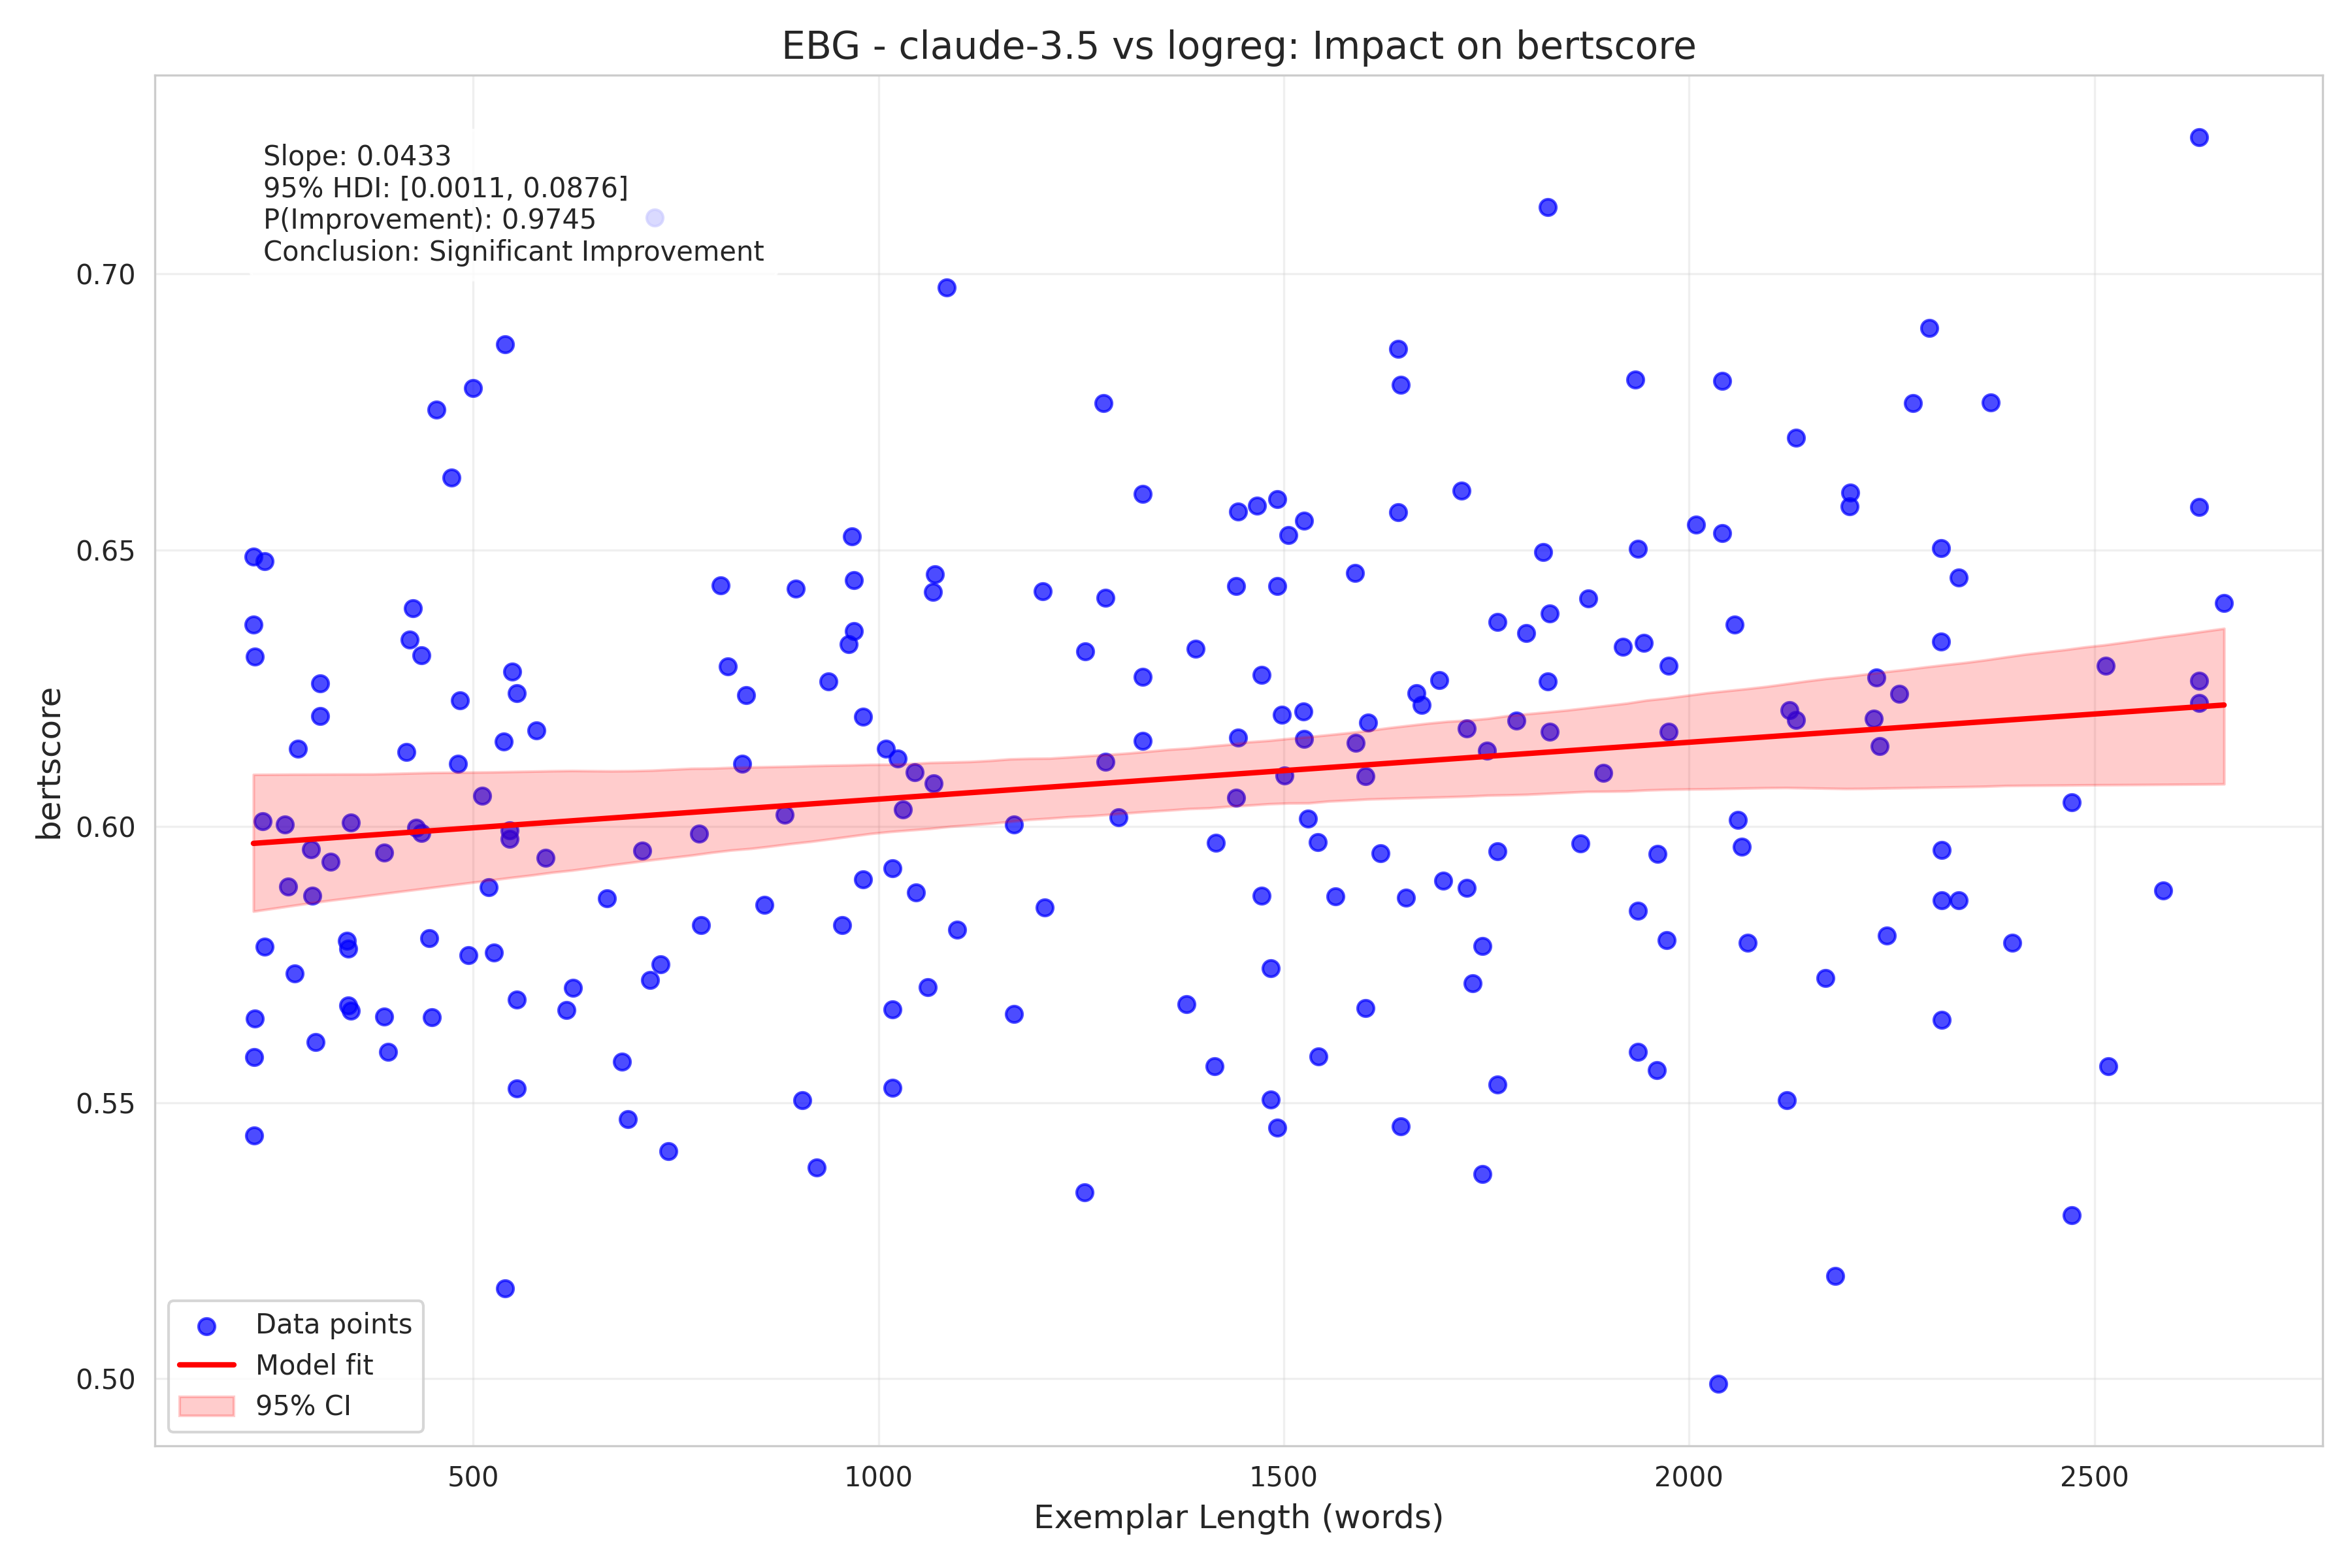 EBG - claude-3.5 vs logreg: Impact on bertscore
Slope: 0.0433
95% HDI: [0.0011, 0.0876]
P(Improvement): 0.9745
Conclusion: Significant Improvement
0.70
0.65
0.60
0.55
0.50
bertscore
Data points
Model fit
95% CI
500
1000
1500
2000
2500
Exemplar Length (words)